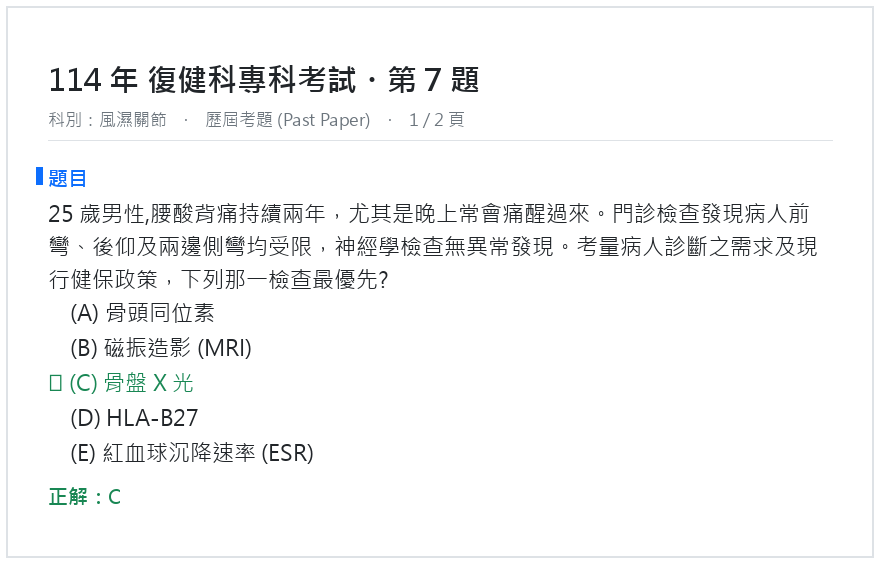 114 年 復健科專科考試・第 7 題
科別：風濕關節 · 歷屆考題 (Past Paper) · 1 / 2 頁
題目
25 歲男性,腰酸背痛持續兩年，尤其是晚上常會痛醒過來。門診檢查發現病人前
彎、後仰及兩邊側彎均受限，神經學檢查無異常發現。考量病人診斷之需求及現
行健保政策，下列那一檢查最優先?
(A) 骨頭同位素
(B) 磁振造影 (MRI)
(C) 骨盤 X 光
(D) HLA-B27
(E) 紅血球沉降速率 (ESR)
正解：C